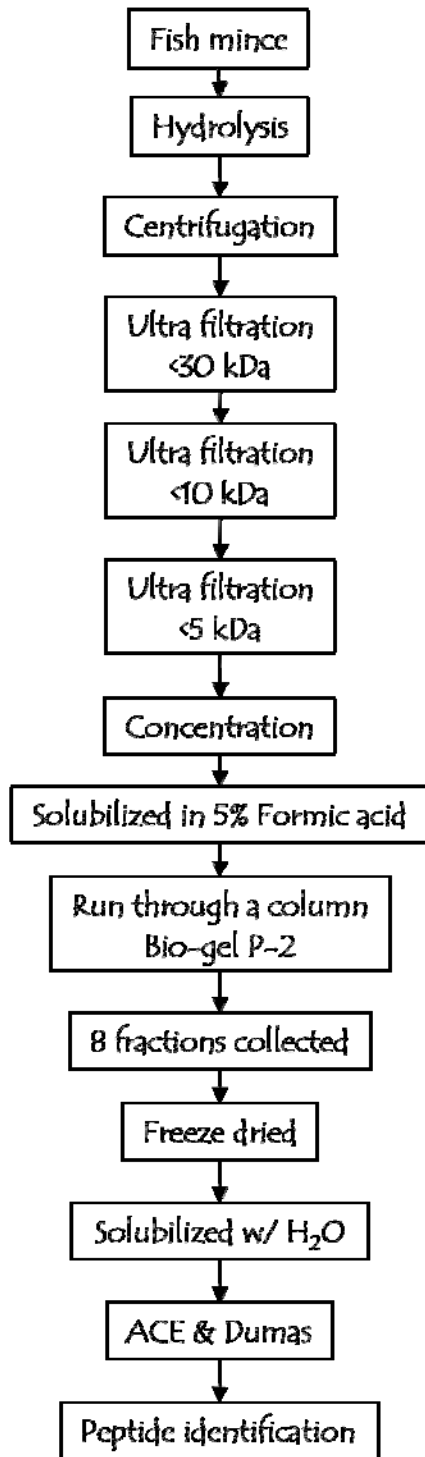 Fish mince
Hydrolysis
Centrifugation
Ultra filtration
<30 kDa
Ultra filtration
<10 kDa
Ultra filtration
<5 kDa
Concentration
Solubilized in 5% Formic acid
Run through a column
Bio-gel P-2
8 fractions collected
Freeze dried
Solubilized w/ H₂O
ACE & Dumas
Peptide identification